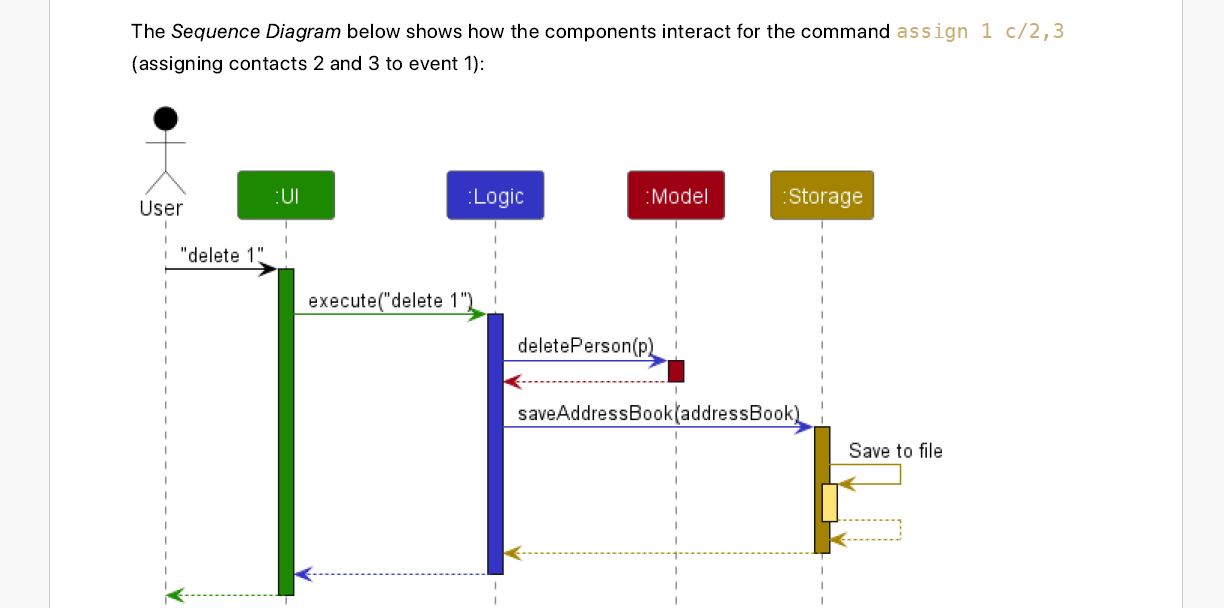 The Sequence Diagram below shows how the components interact for the command assign 1 c/2,3
(assigning contacts 2 and 3 to event 1):
User
:UI
:Logic
:Model
:Storage
"delete 1"
execute("delete 1")
deletePerson(p)
saveAddressBook(addressBook)
Save to file